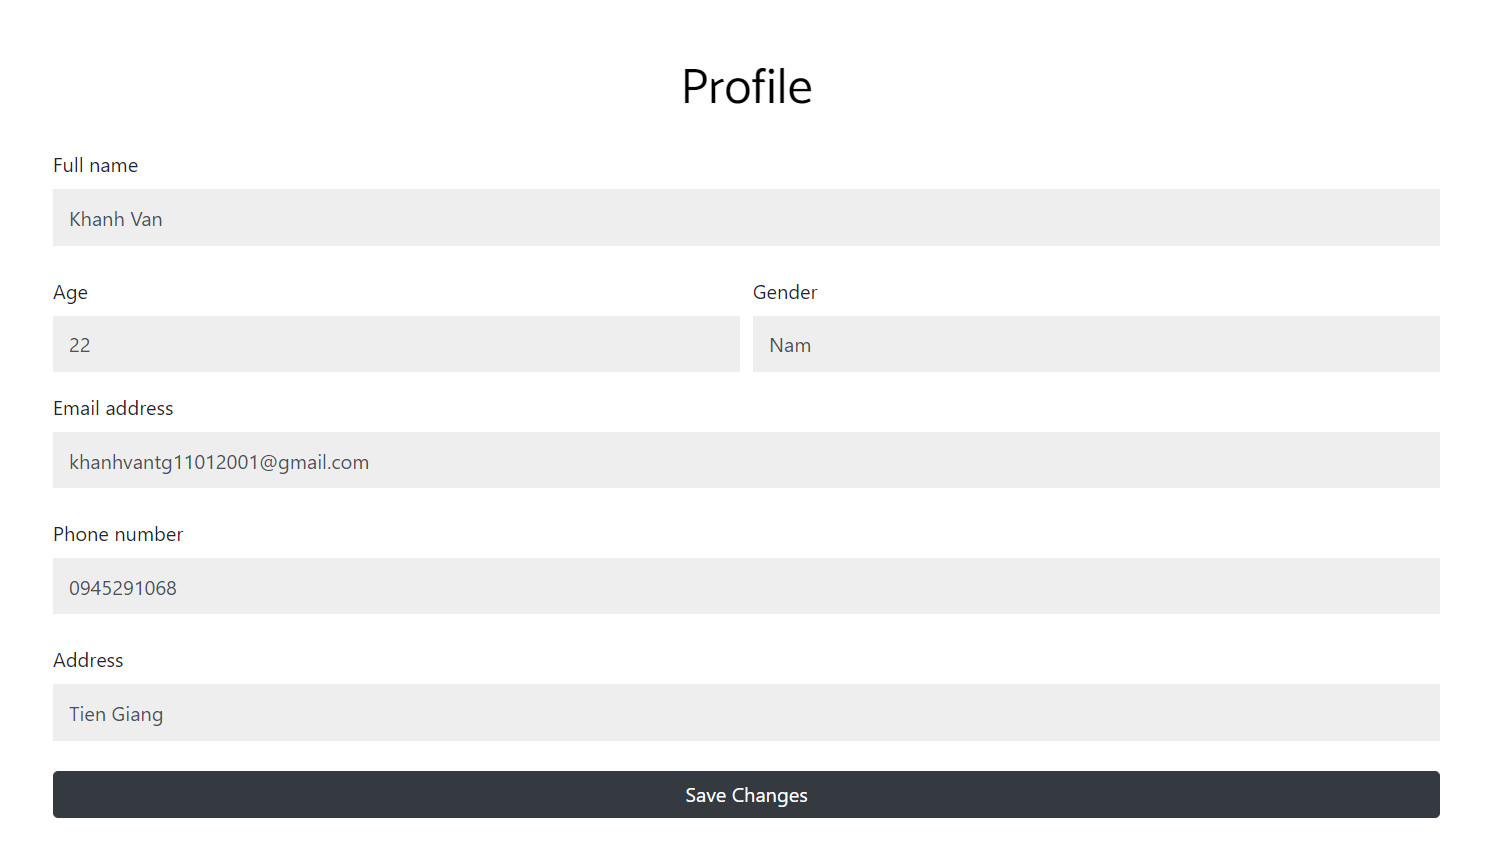 Profile
Full name
Khanh Van
Age
Gender
22
Nam
Email address
khanhvantg11012001@gmail.com
Phone number
0945291068
Address
Tien Giang
Save Changes